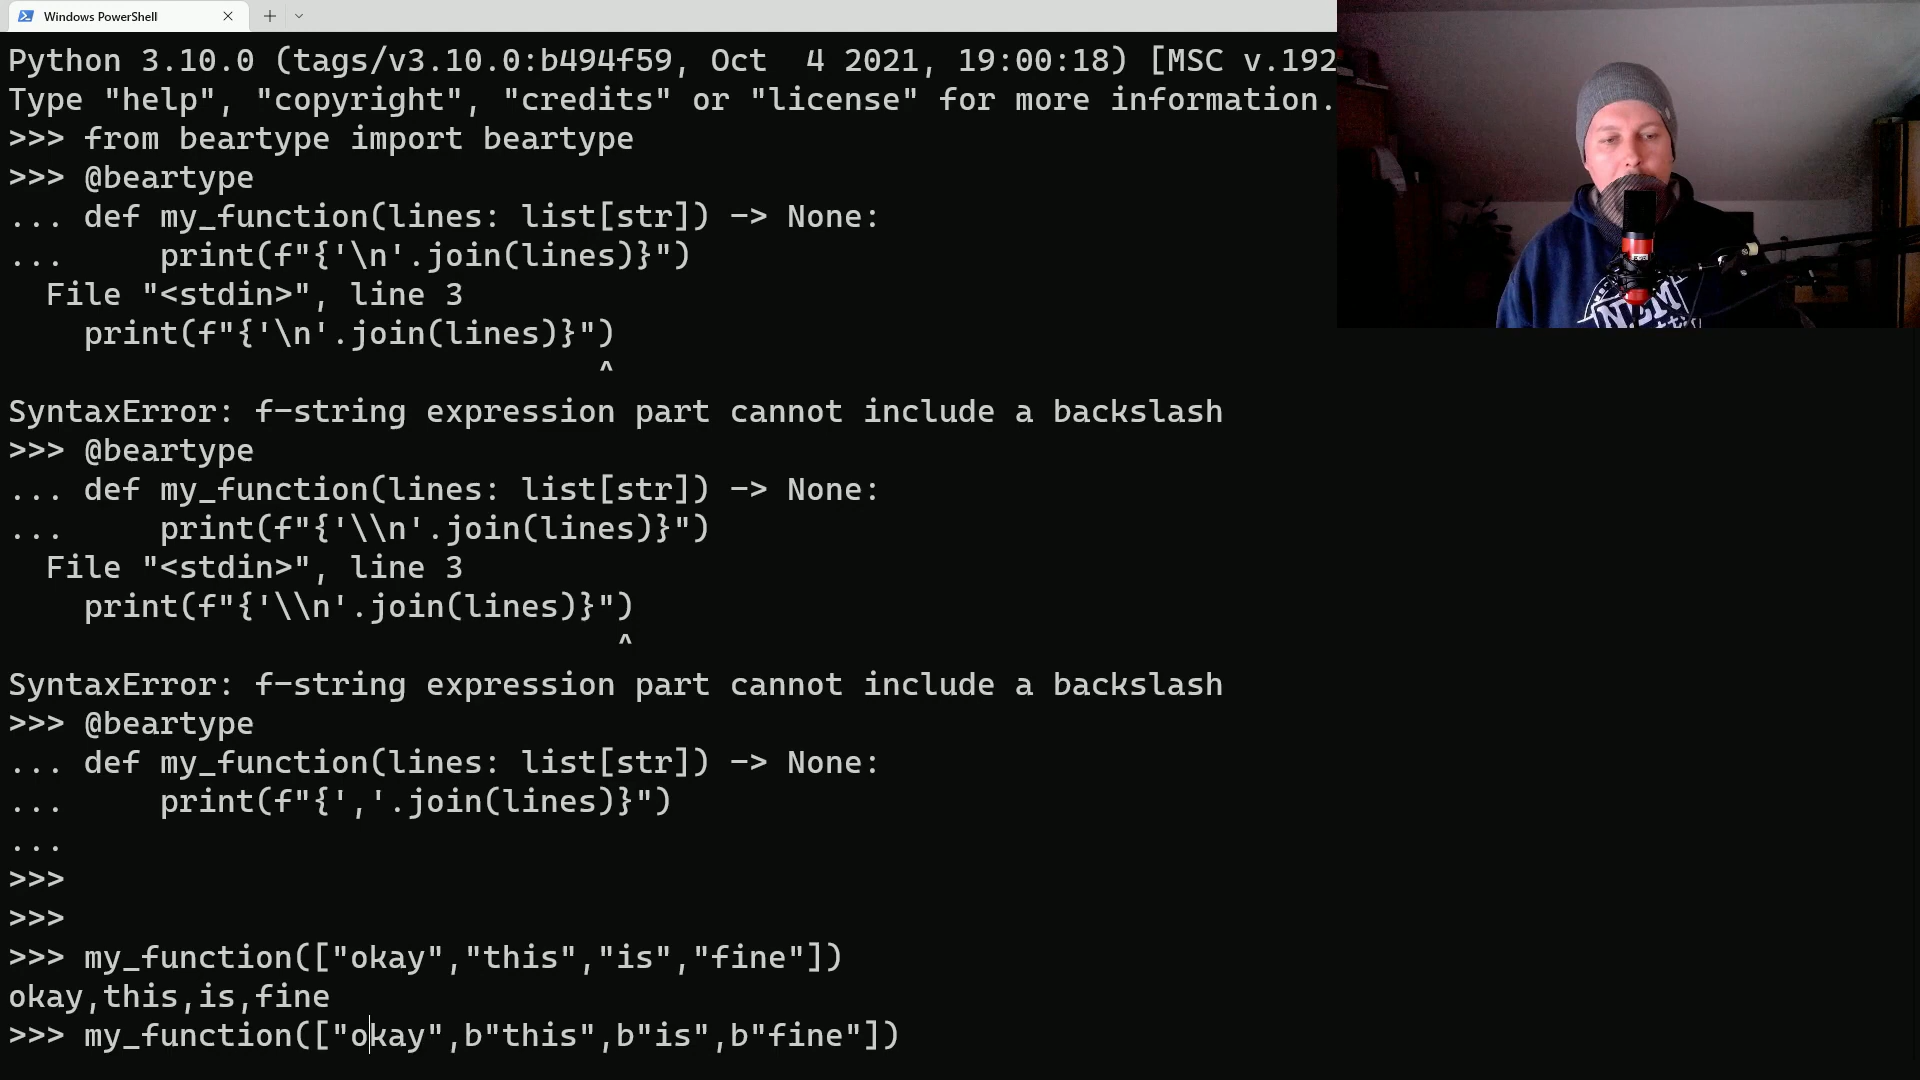 Windows PowerShell
Python 3.10.0 (tags/v3.10.0:b494f59, Oct  4 2021, 19:00:18) [MSC v.192
Type "help", "copyright", "credits" or "license" for more information.
>>> from beartype import beartype
>>> @beartype
... def my_function(lines: list[str]) -> None:
...     print(f"{'\n'.join(lines)}")
  File "<stdin>", line 3
    print(f"{'\n'.join(lines)}")
                               ^
SyntaxError: f-string expression part cannot include a backslash
>>> @beartype
... def my_function(lines: list[str]) -> None:
...     print(f"{'\\n'.join(lines)}")
  File "<stdin>", line 3
    print(f"{'\\n'.join(lines)}")
                                ^
SyntaxError: f-string expression part cannot include a backslash
>>> @beartype
... def my_function(lines: list[str]) -> None:
...     print(f"{','.join(lines)}")
...
>>>
>>>
>>> my_function(["okay","this","is","fine"])
okay,this,is,fine
>>> my_function(["okay",b"this",b"is",b"fine"])